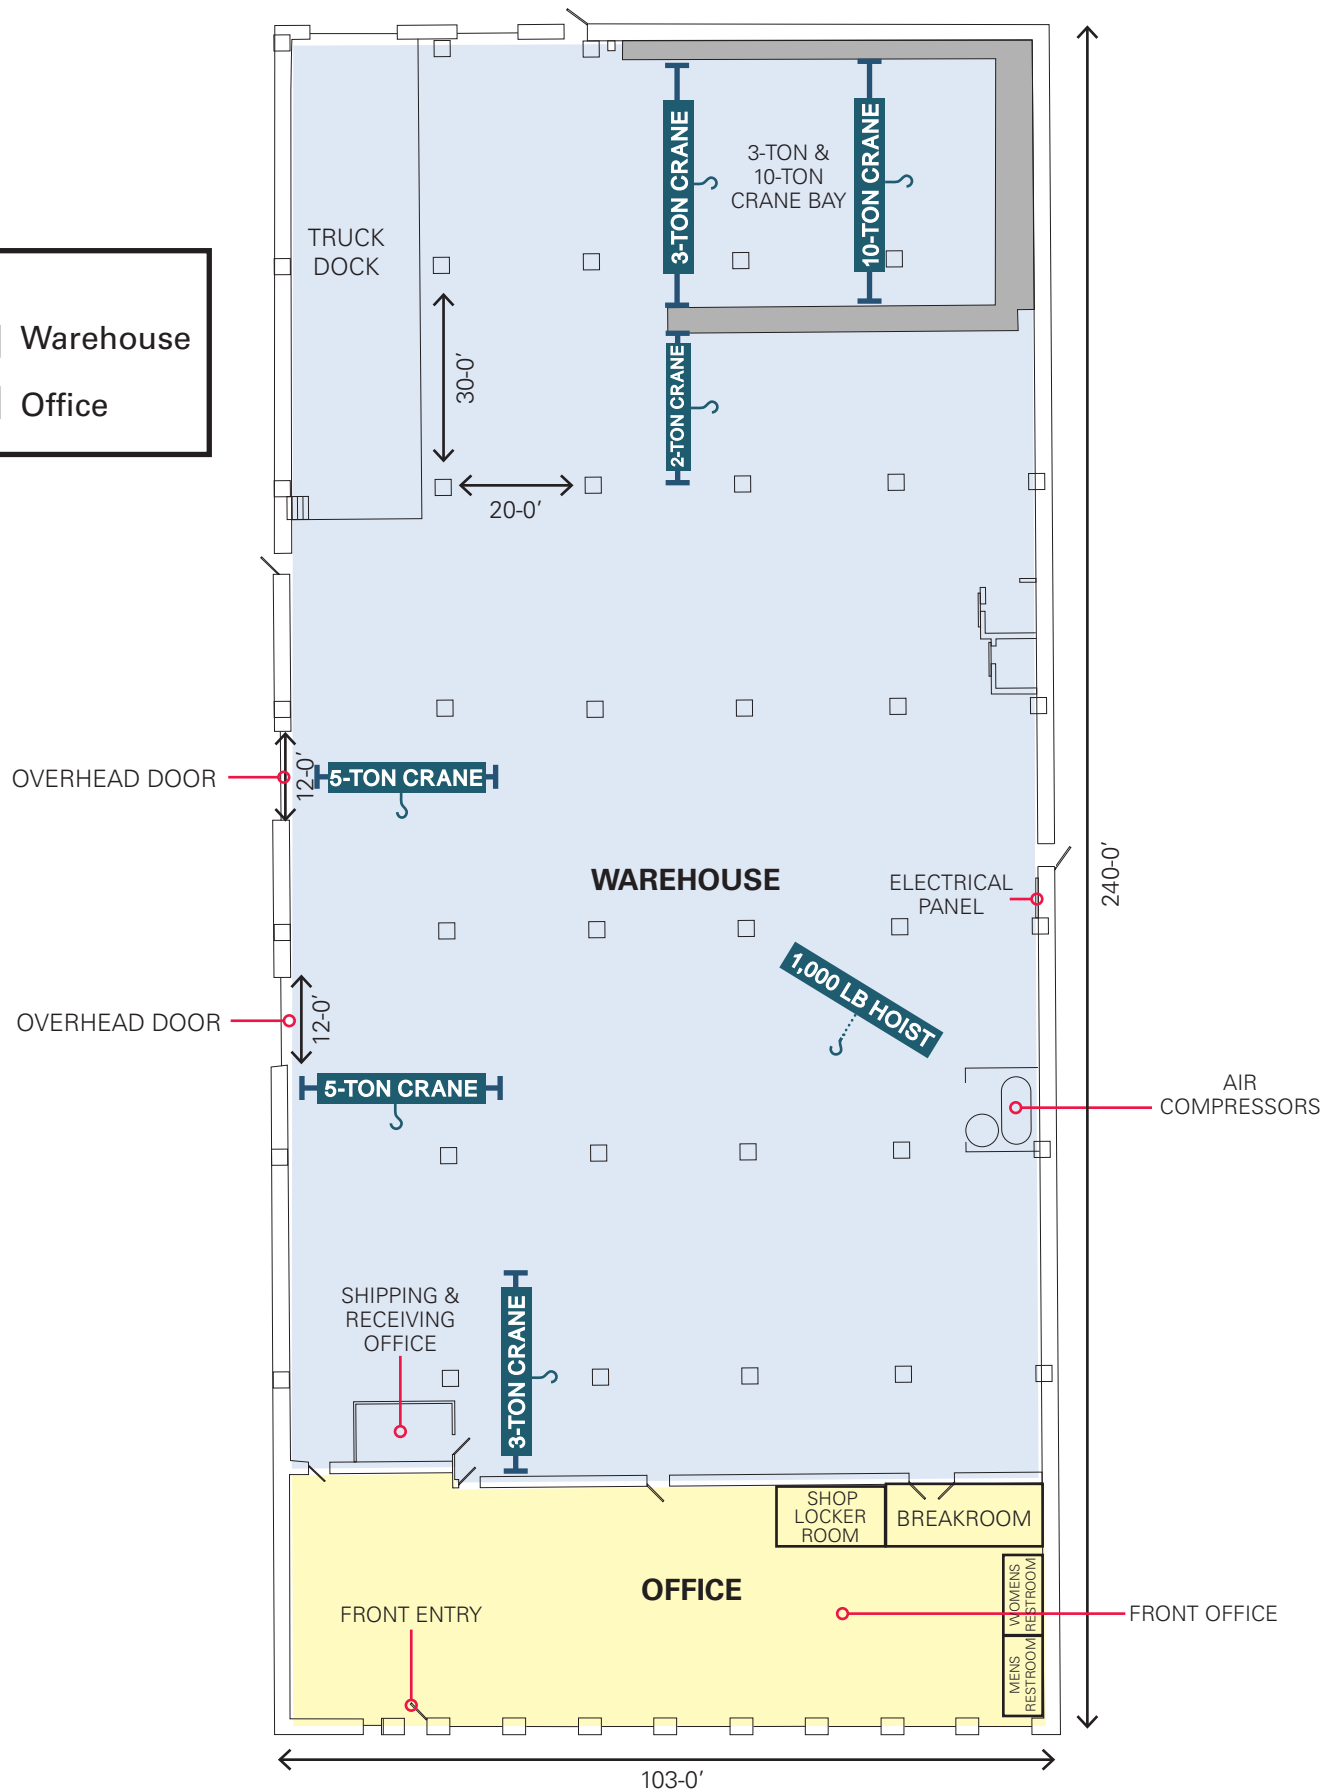 3-TON CRANE
10-TON CRANE
3-TON &
10-TON
CRANE BAY
TRUCK
DOCK
Warehouse
Office
30-0'
2-TON CRANE
20-0'
OVERHEAD DOOR
12-0'
5-TON CRANE
WAREHOUSE
ELECTRICAL
PANEL
240-0'
1,000 LB HOIST
OVERHEAD DOOR
12-0'
5-TON CRANE
AIR
COMPRESSORS
SHIPPING &
RECEIVING
OFFICE
3-TON CRANE
SHOP
LOCKER
ROOM
BREAKROOM
OFFICE
WOMENS
RESTROOM
FRONT ENTRY
FRONT OFFICE
MENS
RESTROOM
103-0'